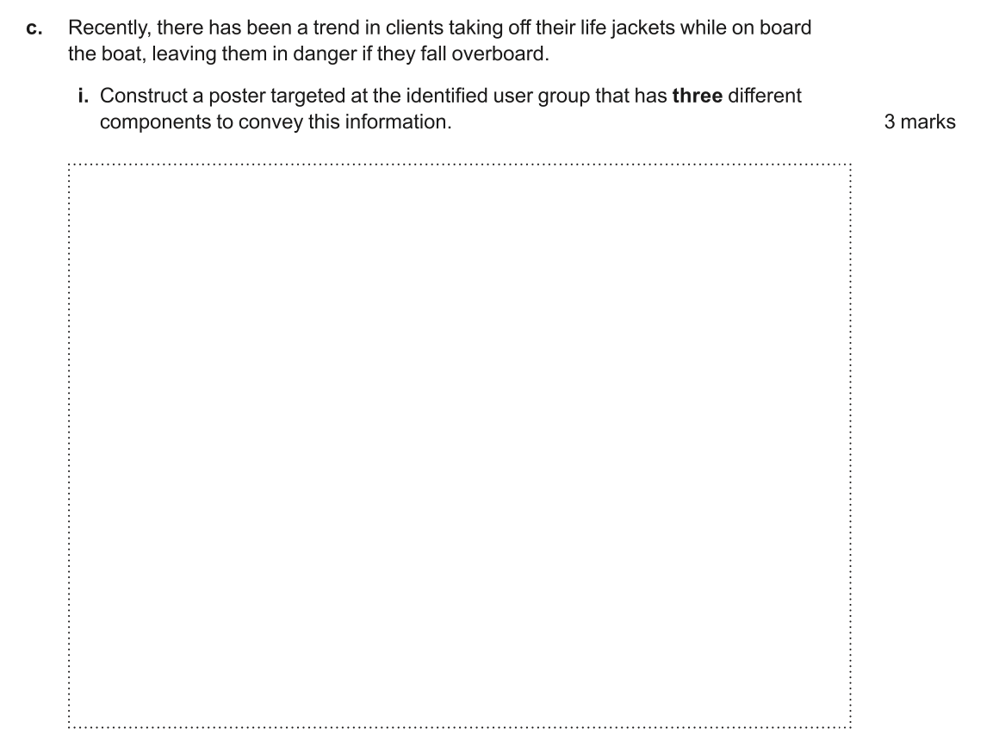 c. Recently, there has been a trend in clients taking off their life jackets while on board
the boat, leaving them in danger if they fall overboard.
i. Construct a poster targeted at the identified user group that has three different
components to convey this information. 3 marks